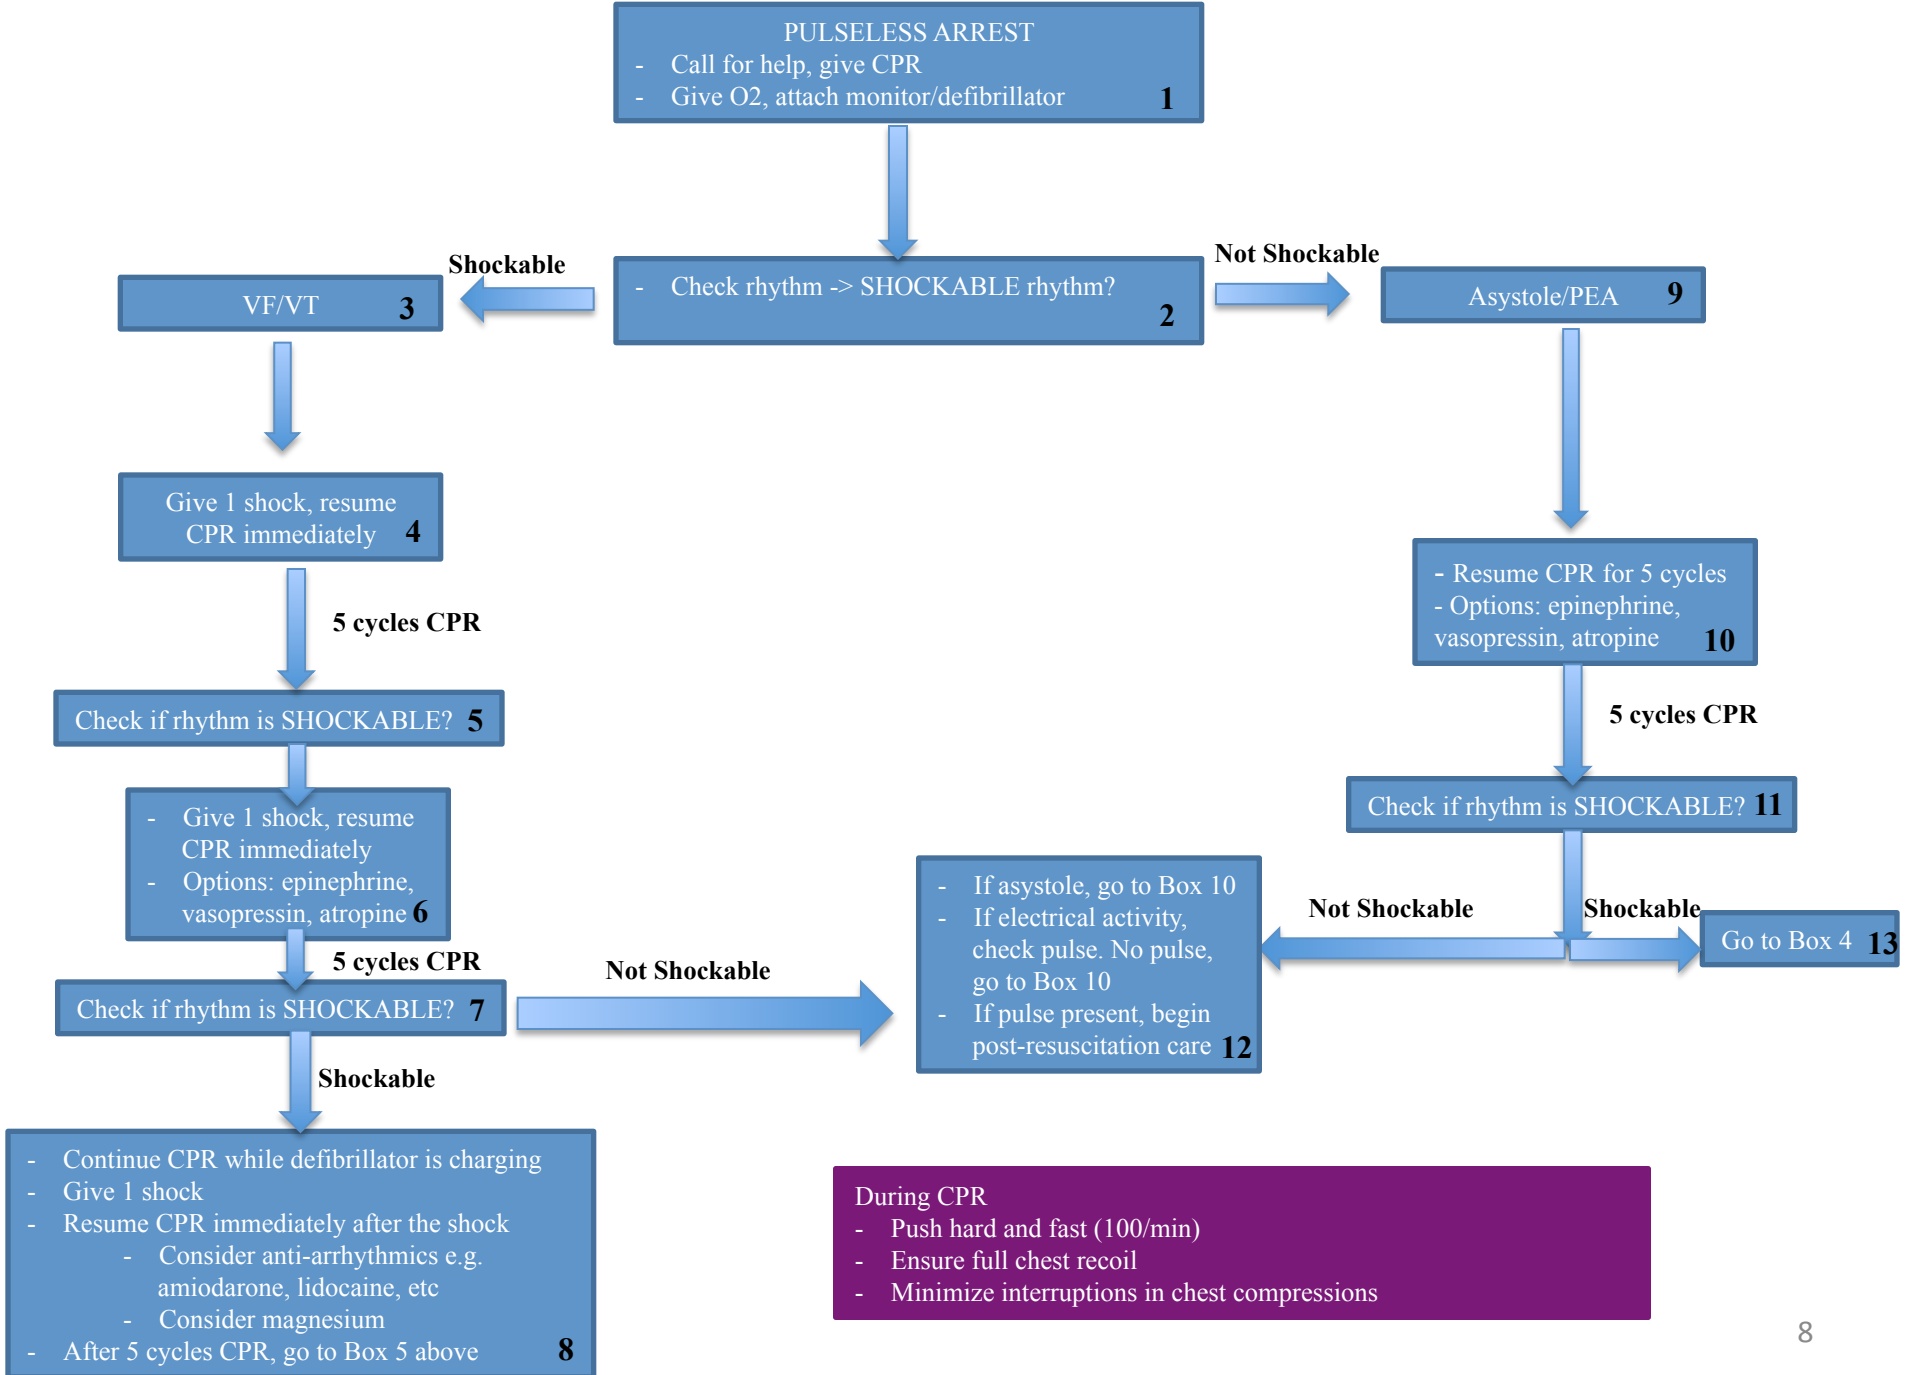 PULSELESS ARREST
- Call for help, give CPR
- Give O2, attach monitor/defibrillator
1
Shockable
- Check rhythm -> SHOCKABLE rhythm?
2
Not Shockable
VF/VT 3
Asystole/PEA 9
Give 1 shock, resume
CPR immediately 4
5 cycles CPR
Check if rhythm is SHOCKABLE? 5
- Give 1 shock, resume
CPR immediately
- Options: epinephrine,
vasopressin, atropine 6
5 cycles CPR
Check if rhythm is SHOCKABLE? 7
Not Shockable
Shockable
- Continue CPR while defibrillator is charging
- Give 1 shock
- Resume CPR immediately after the shock
- Consider anti-arrhythmics e.g.
amiodarone, lidocaine, etc
- Consider magnesium
- After 5 cycles CPR, go to Box 5 above 8
- Resume CPR for 5 cycles
- Options: epinephrine,
vasopressin, atropine 10
5 cycles CPR
Check if rhythm is SHOCKABLE? 11
Not Shockable
Shockable
- If asystole, go to Box 10
- If electrical activity,
check pulse. No pulse,
go to Box 10
- If pulse present, begin
post-resuscitation care 12
Go to Box 4 13
During CPR
- Push hard and fast (100/min)
- Ensure full chest recoil
- Minimize interruptions in chest compressions
8